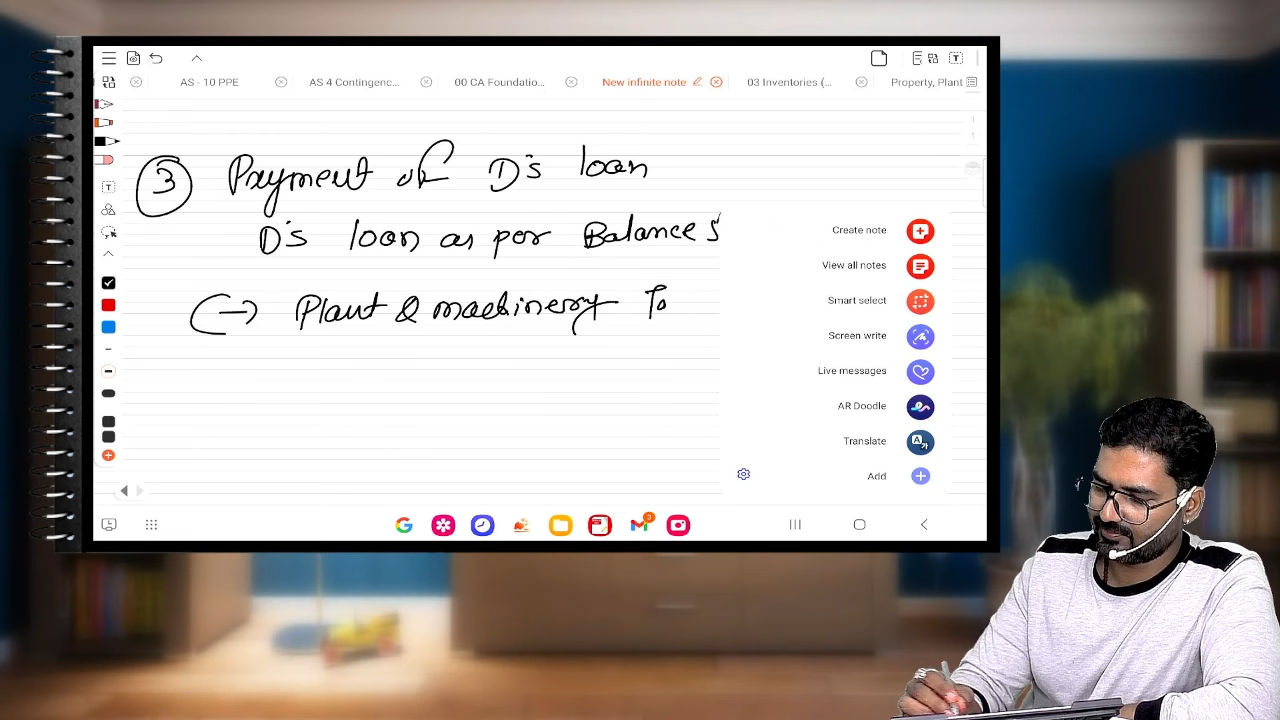 AS - 10 PPE
AS 4 Contingenc...
00 CA-Foundatio...
New infinite note
03 Inventories (...
Property, Plant
③ Payment of D's loan
D's loan as per Balance S
(-) Plant & machinery To
Create note
View all notes
Smart select
Screen write
Live messages
AR Doodle
Translate
Add
3